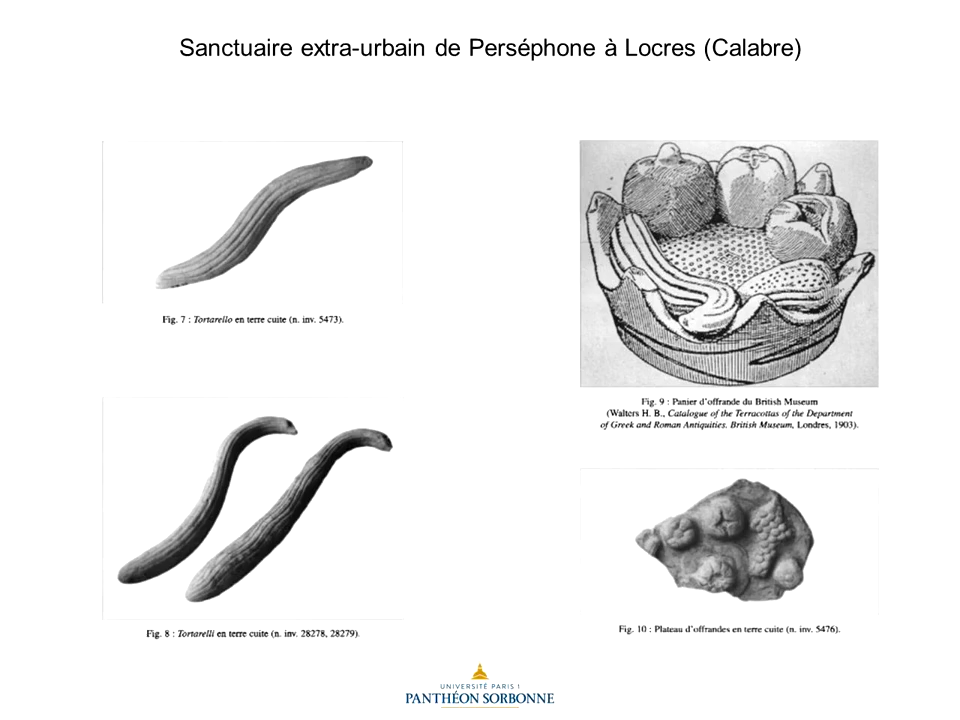 Sanctuaire extra-urbain de Perséphone à Locres (Calabre)
Fig. 7 : Tortarello en terre cuite (n. inv. 5473).
Fig. 8 : Tortarelli en terre cuite (n. inv. 28278, 28279).
Fig. 9 : Panier d'offrande du British Museum
(Walters H. B., Catalogue of the Terracottas of the Department
of Greek and Roman Antiquities. British Museum, Londres, 1903).
Fig. 10 : Plateau d'offrandes en terre cuite (n. inv. 5476).
UNIVERSITÉ PARIS 1
PANTHÉON SORBONNE